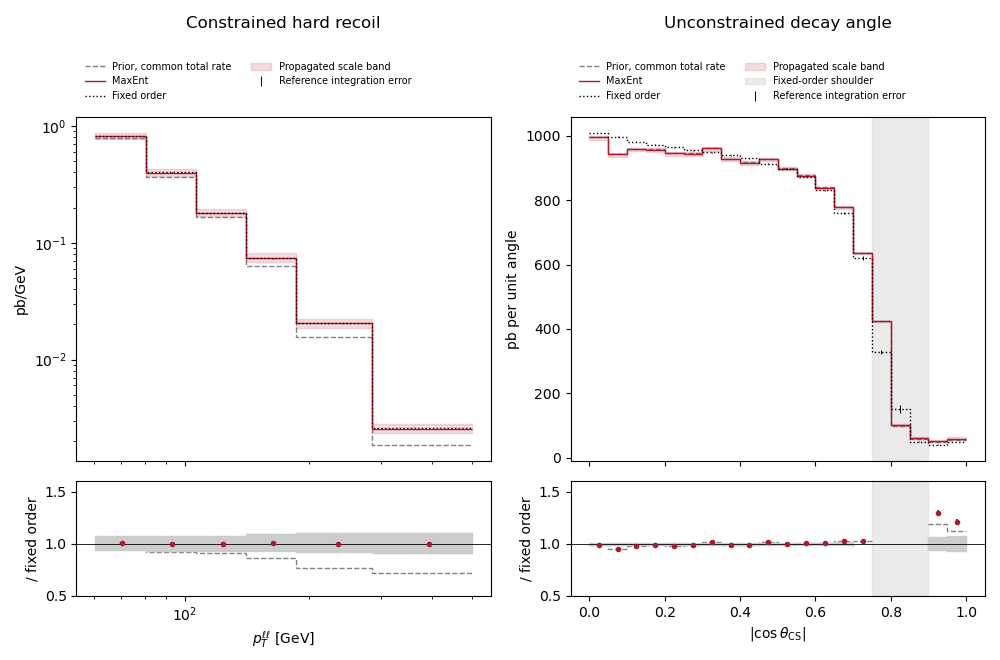 Constrained hard recoil
Prior, common total rate
MaxEnt
Fixed order
Propagated scale band
Reference integration error
pb/GeV
10^0
10^-1
10^-2
/ fixed order
1.5
1.0
0.5
10^2
p_T^{ℓℓ} [GeV]
Unconstrained decay angle
Prior, common total rate
MaxEnt
Fixed order
Propagated scale band
Fixed-order shoulder
Reference integration error
pb per unit angle
1000
800
600
400
200
0
/ fixed order
1.5
1.0
0.5
0.0 0.2 0.4 0.6 0.8 1.0
|cos θ_CS|